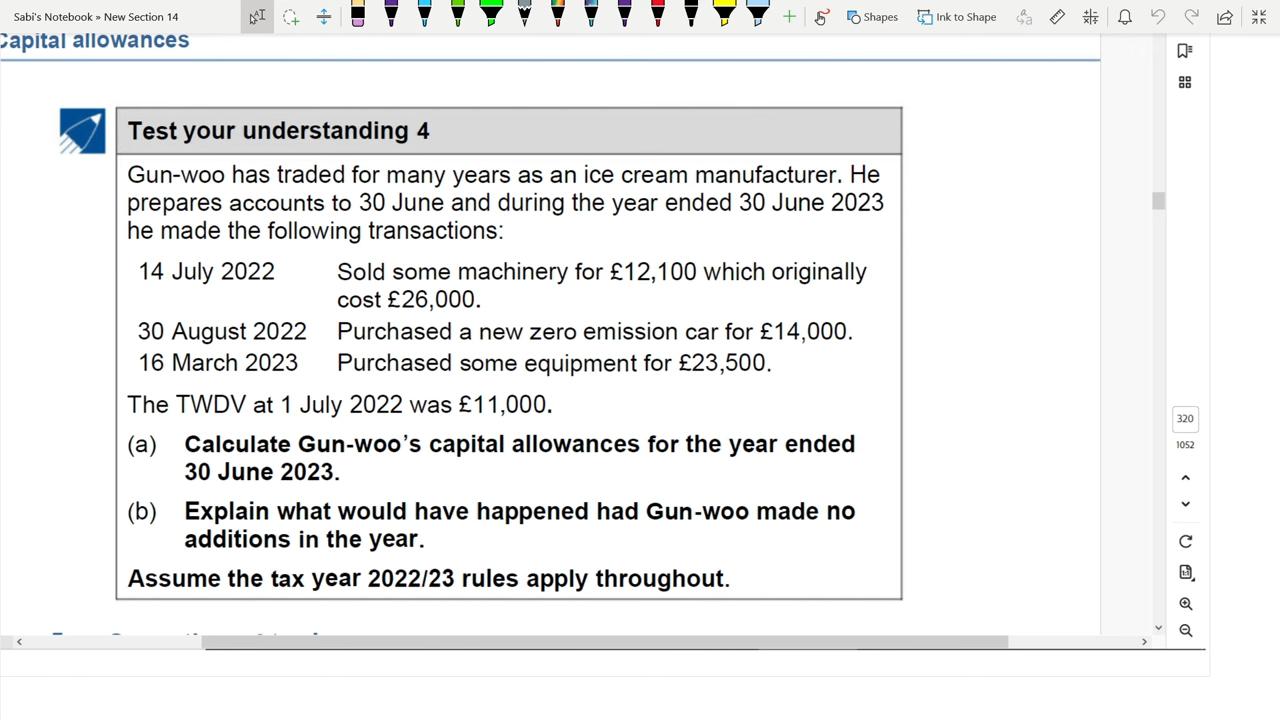 Sabi's Notebook » New Section 14
Shapes
Ink to Shape
Capital allowances
Test your understanding 4
Gun-woo has traded for many years as an ice cream manufacturer. He
prepares accounts to 30 June and during the year ended 30 June 2023
he made the following transactions:
14 July 2022 Sold some machinery for £12,100 which originally
cost £26,000.
30 August 2022 Purchased a new zero emission car for £14,000.
16 March 2023 Purchased some equipment for £23,500.
The TWDV at 1 July 2022 was £11,000.
(a) Calculate Gun-woo's capital allowances for the year ended
30 June 2023.
(b) Explain what would have happened had Gun-woo made no
additions in the year.
Assume the tax year 2022/23 rules apply throughout.
320
1052